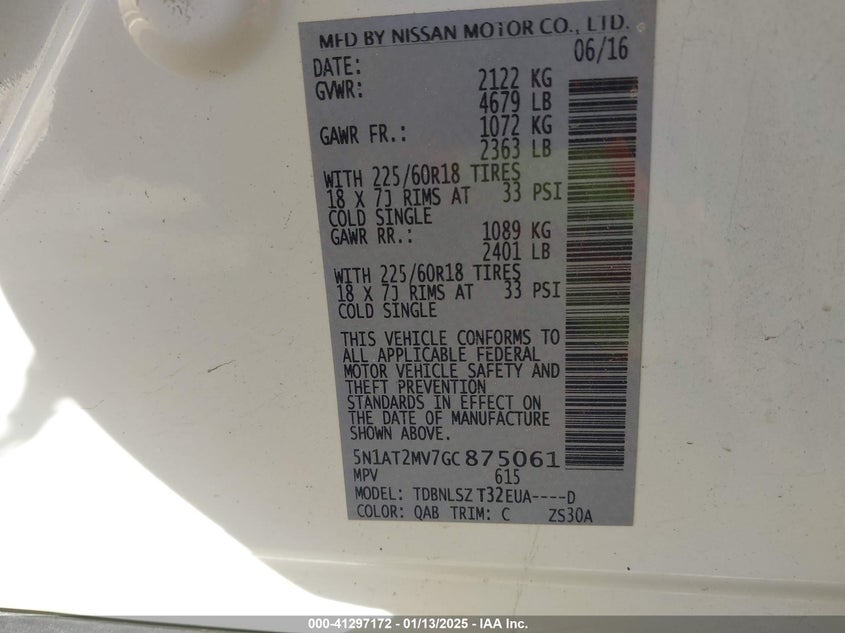 MFD BY NISSAN MOTOR CO., LTD.
DATE: 06/16
GVWR: 2122 KG
4679 LB
GAWR FR.: 1072 KG
2363 LB
WITH 225/60R18 TIRES
18 X 7J RIMS AT 33 PSI
COLD SINGLE
GAWR RR.: 1089 KG
2401 LB
WITH 225/60R18 TIRES
18 X 7J RIMS AT 33 PSI
COLD SINGLE
THIS VEHICLE CONFORMS TO
ALL APPLICABLE FEDERAL
MOTOR VEHICLE SAFETY AND
THEFT PREVENTION
STANDARDS IN EFFECT ON
THE DATE OF MANUFACTURE
SHOWN ABOVE.
5N1AT2MV7GC875061
MPV 615
MODEL: TDBNLSZ T32EUA----D
COLOR: QAB TRIM: C ZS30A
000-41297172 - 01/13/2025 - IAA Inc.